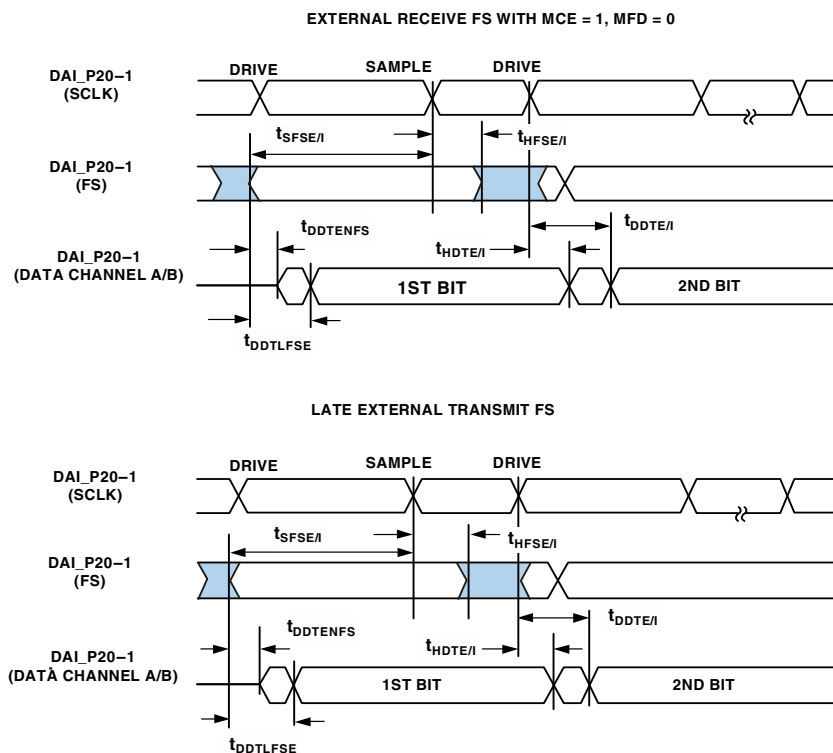 EXTERNAL RECEIVE FS WITH MCE = 1, MFD = 0
DAI_P20–1
(SCLK)
DRIVE
SAMPLE
DRIVE
tSFSE/I
tHFSE/I
DAI_P20–1
(FS)
tDDTENFS
tHDTE/I
tDDTE/I
DAI_P20–1
(DATA CHANNEL A/B)
1ST BIT
2ND BIT
tDDTLFSE
LATE EXTERNAL TRANSMIT FS
DAI_P20–1
(SCLK)
DRIVE
SAMPLE
DRIVE
tSFSE/I
tHFSE/I
DAI_P20–1
(FS)
tDDTENFS
tHDTE/I
tDDTE/I
DAI_P20–1
(DATA CHANNEL A/B)
1ST BIT
2ND BIT
tDDTLFSE